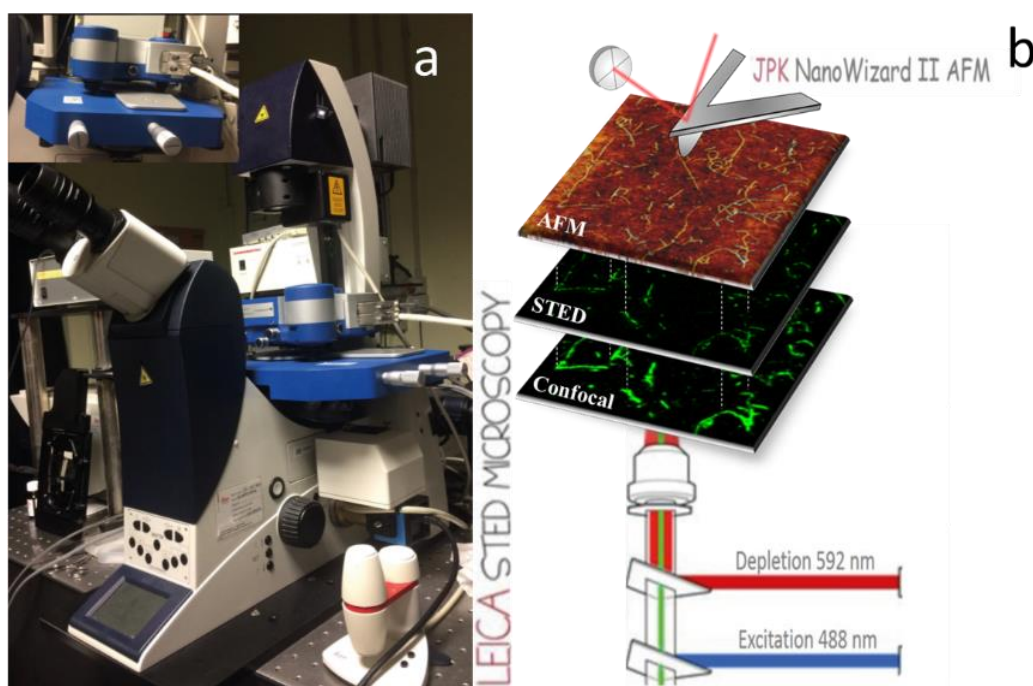 a
b
JPK NanoWizard II AFM
AFM
STED
Confocal
LEICA STED MICROSCOPY
Depletion 592 nm
Excitation 488 nm